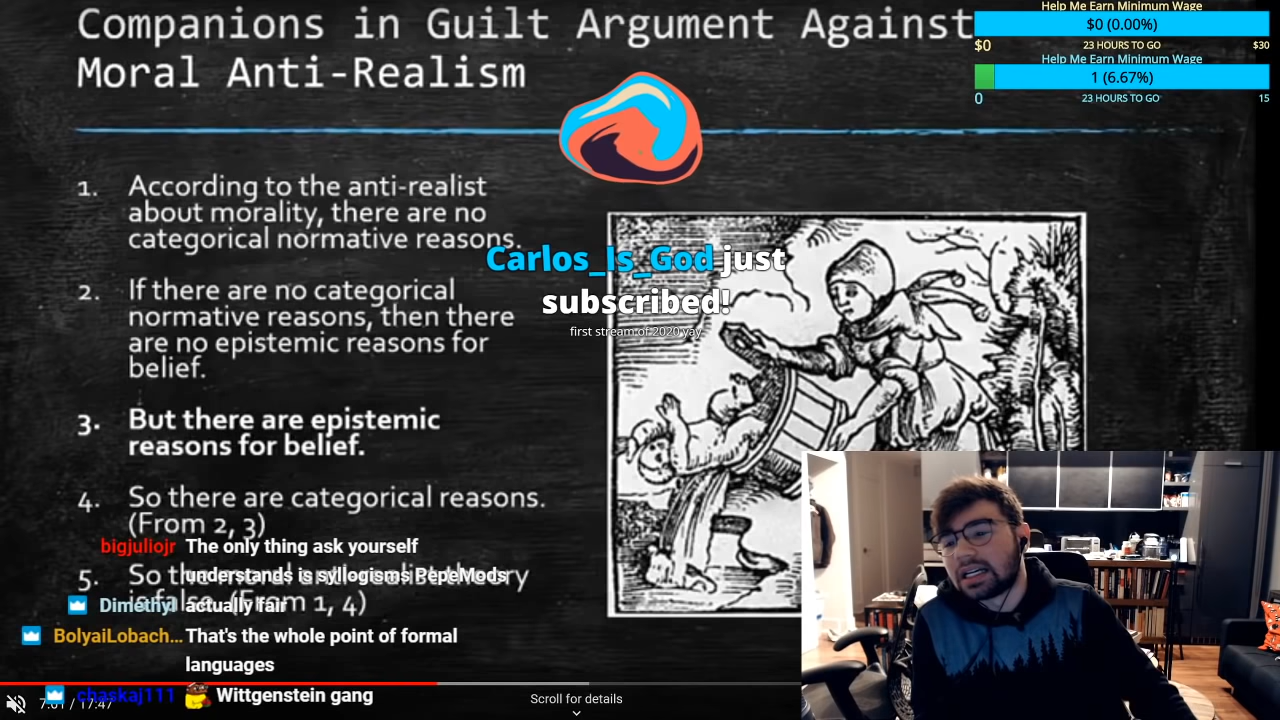 Companions in Guilt Argument Against
Moral Anti-Realism
Help Me Earn Minimum Wage
$0 (0.00%)
$0 23 HOURS TO GO $30
Help Me Earn Minimum Wage
1 (6.67%)
0 23 HOURS TO GO 15
1. According to the anti-realist
about morality, there are no
categorical normative reasons.
Carlos_Is_God just
subscribed!
first stream of 2020 yay
2. If there are no categorical
normative reasons, then there
are no epistemic reasons for
belief.
3. But there are epistemic
reasons for belief.
4. So there are categorical reasons.
(From 2, 3)
bigjuliojr The only thing ask yourself
understands is syllogisms PepeMods
5. So the
is false. (From 1, 4)
Dimethyl actually fair
BolyaiLobach... That's the whole point of formal
languages
chaskaj111 Wittgenstein gang
/ 17:47
Scroll for details